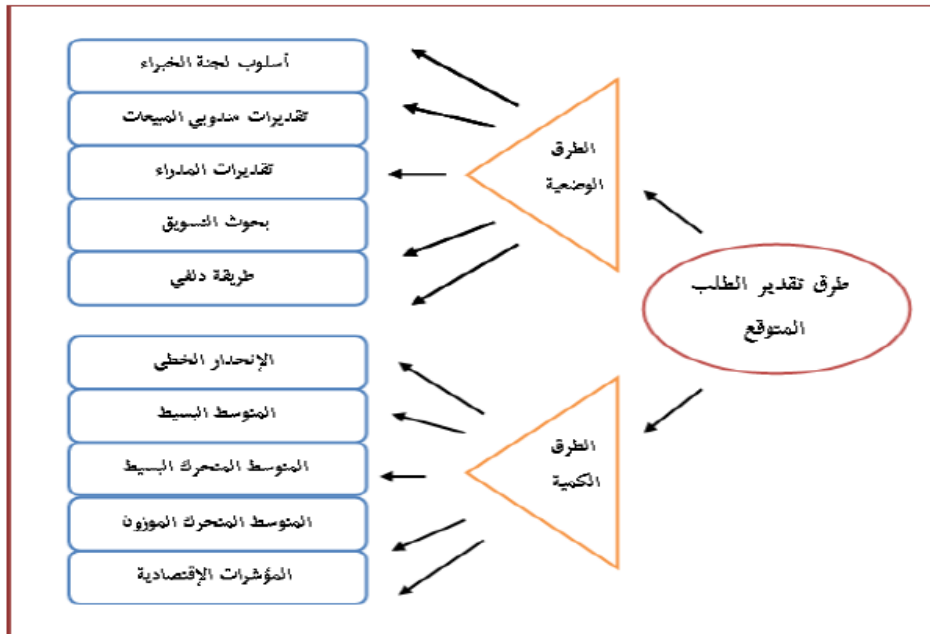 طرق تقدير الطلب
المتوقع
الطرق
الوضعية
أسلوب لجنة الخبراء
تقديرات مندوبي المبيعات
تقديرات المدراء
بحوث التسويق
طريقة دلفي
الطرق
الكمية
الإنحدار الخطى
المتوسط البسيط
المتوسط المتحرك البسيط
المتوسط المتحرك الموزون
المؤشرات الإقتصادية